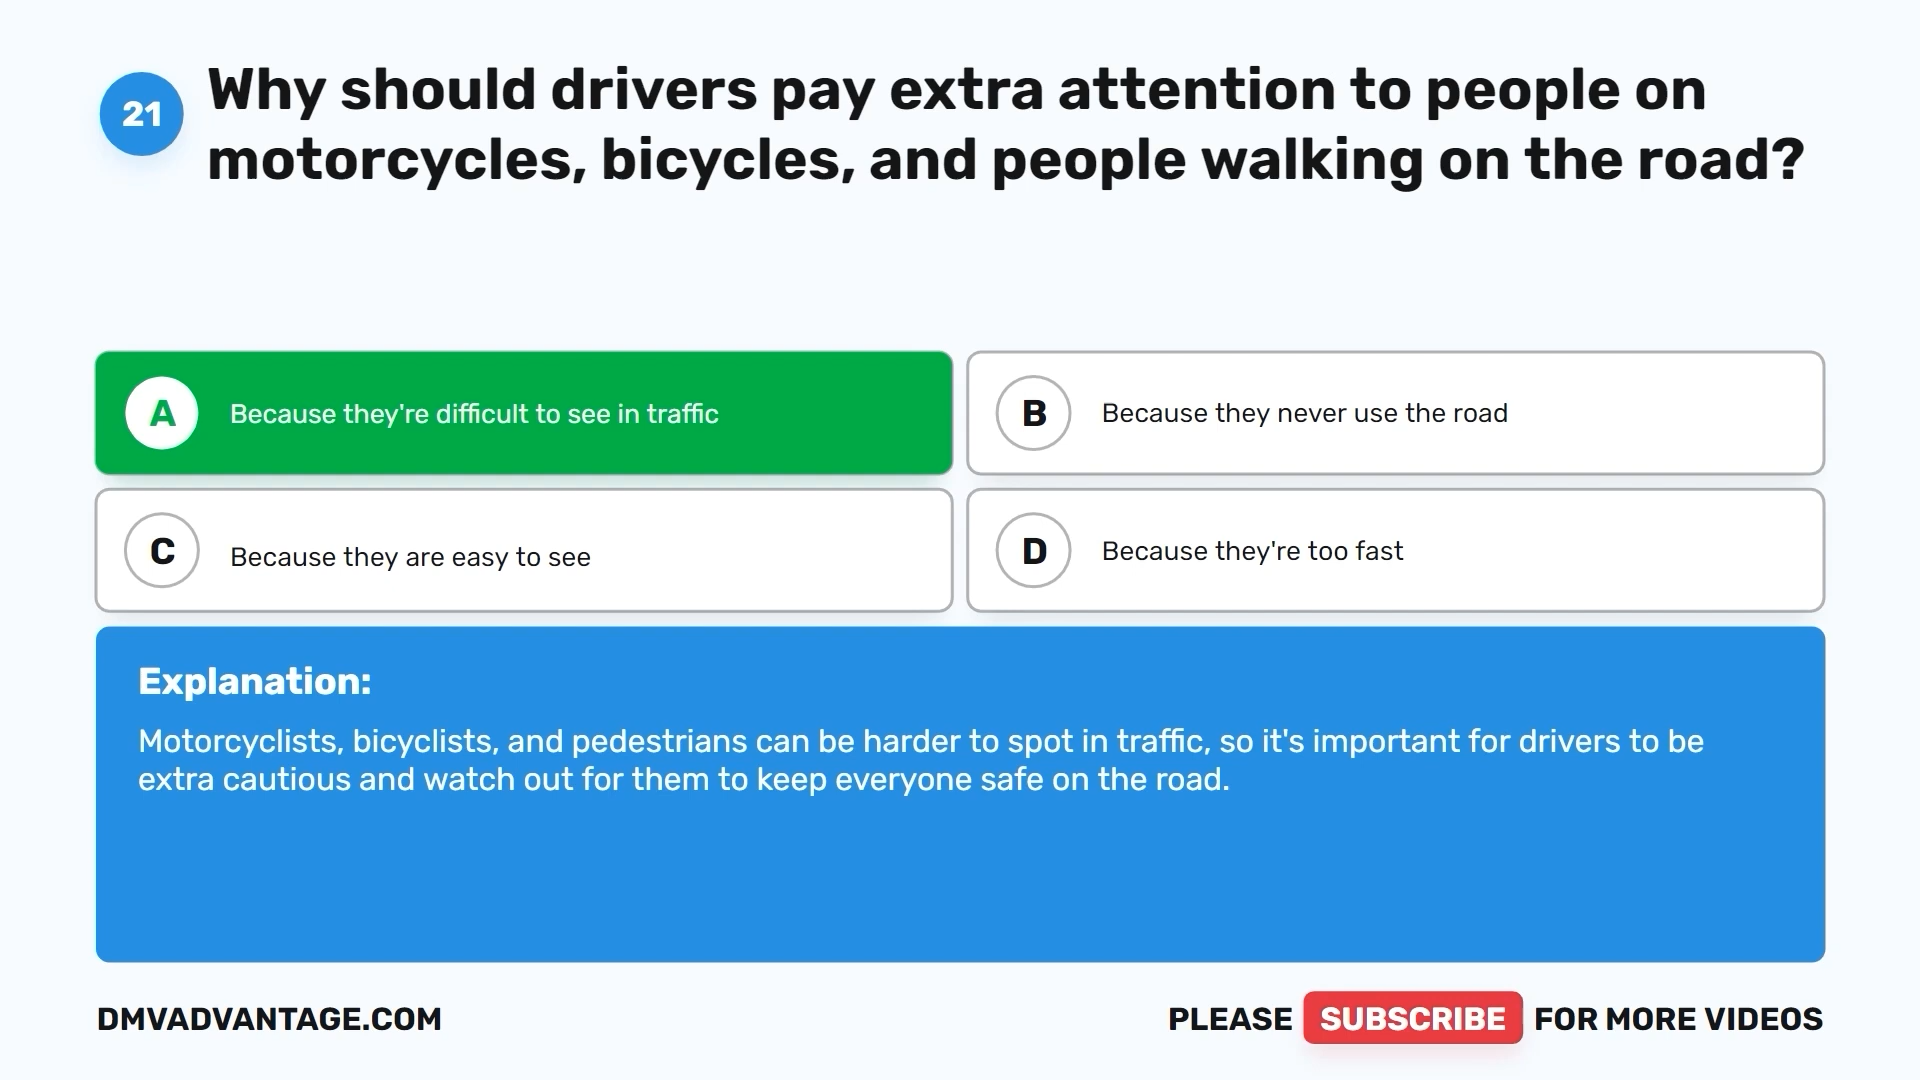 21
Why should drivers pay extra attention to people on
motorcycles, bicycles, and people walking on the road?
A
Because they're difficult to see in traffic
B
Because they never use the road
C
Because they are easy to see
D
Because they're too fast
Explanation:
Motorcyclists, bicyclists, and pedestrians can be harder to spot in traffic, so it's important for drivers to be
extra cautious and watch out for them to keep everyone safe on the road.
DMVADVANTAGE.COM
PLEASE SUBSCRIBE FOR MORE VIDEOS